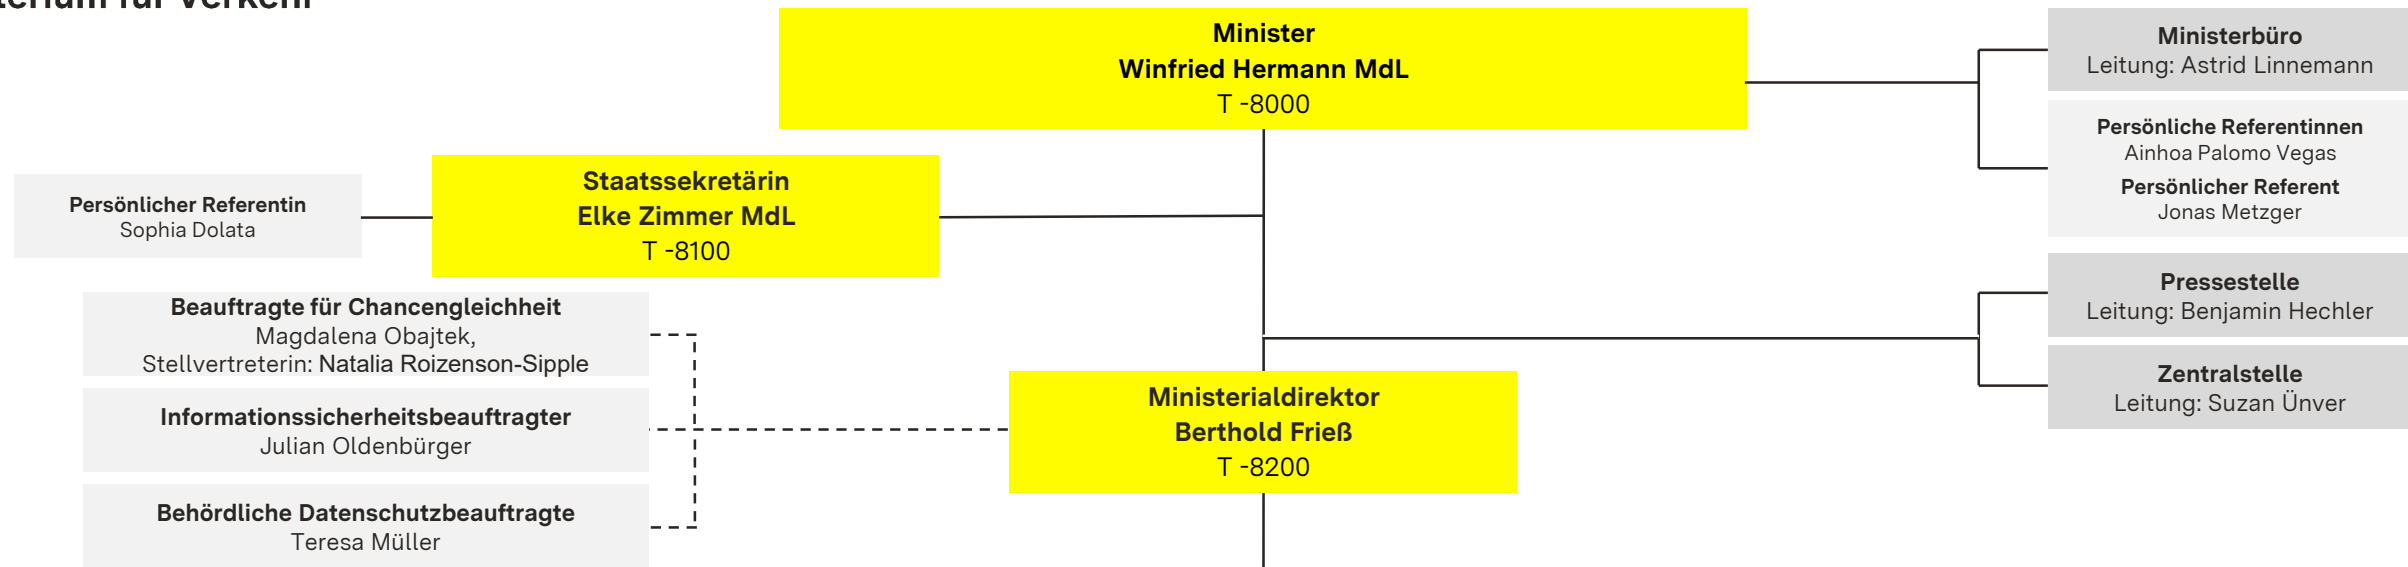 Minister
Winfried Hermann MdL
T -8000
Ministerbüro
Leitung: Astrid Linnemann
Persönliche Referentinnen
Ainhoa Palomo Vegas
Persönlicher Referent
Jonas Metzger
Staatssekretärin
Elke Zimmer MdL
T -8100
Persönlicher Referentin
Sophia Dolata
Pressestelle
Leitung: Benjamin Hechler
Zentralstelle
Leitung: Suzan Ünver
Beauftragte für Chancengleichheit
Magdalena Obajtek,
Stellvertreterin: Natalia Roizenson-Sipple
Informationssicherheitsbeauftragter
Julian Oldenbürger
Behördliche Datenschutzbeauftragte
Teresa Müller
Ministerialdirektor
Berthold Frieß
T -8200